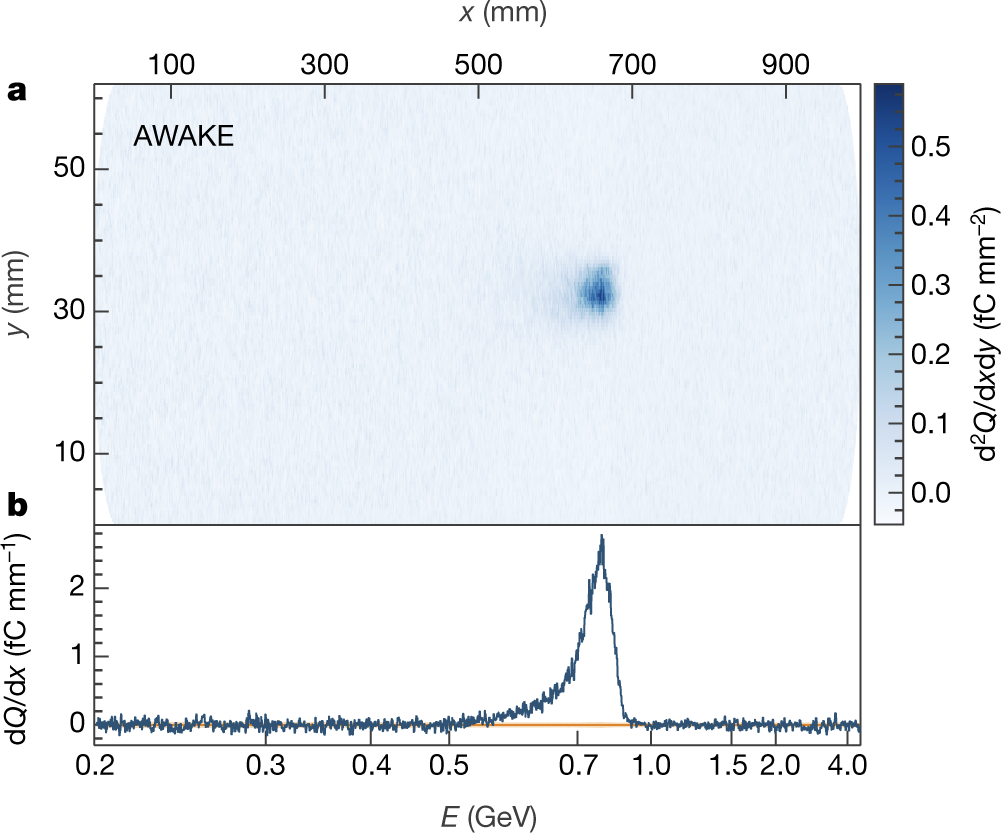 x (mm)
100 300 500 700 900
a
AWAKE
50
30
10
y (mm)
0.5
0.4
0.3
0.2
0.1
0.0
d²Q/dxdy (fC mm⁻²)
b
2
1
0
dQ/dx (fC mm⁻¹)
0.2 0.3 0.4 0.5 0.7 1.0 1.5 2.0 4.0
E (GeV)